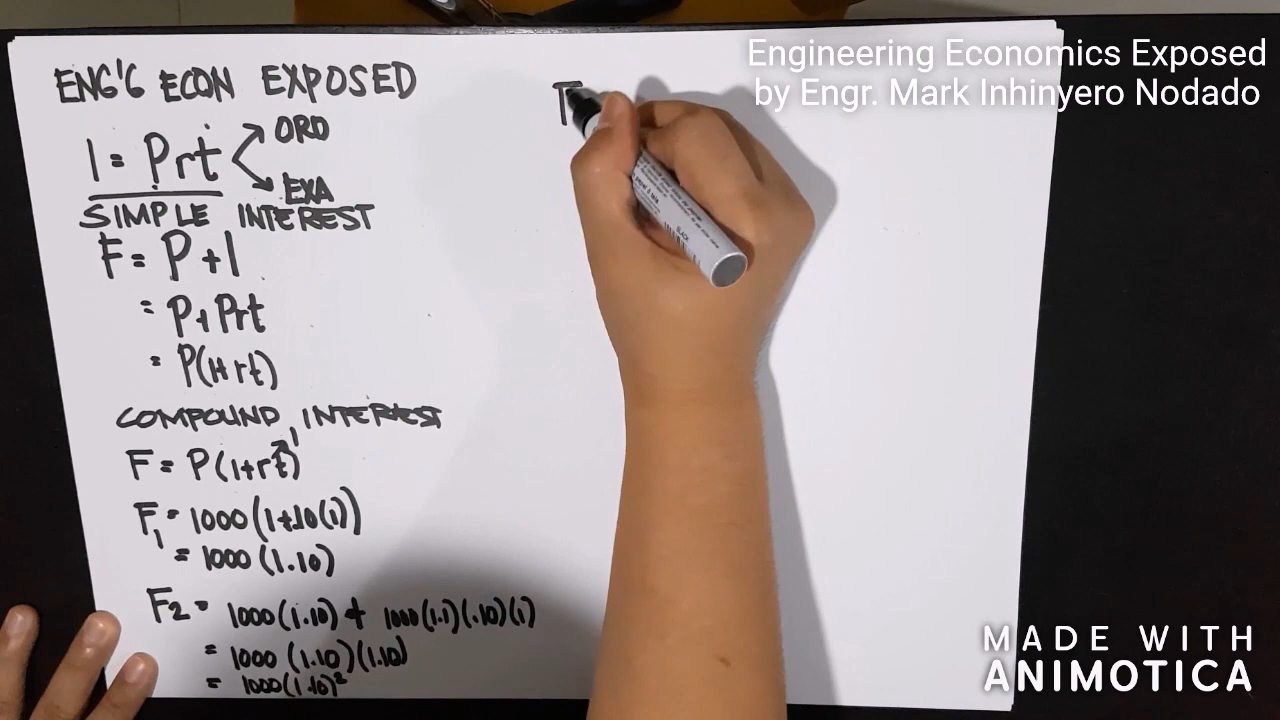 Engineering Economics Exposed
by Engr. Mark Inhinyero Nodado
ENG'G ECON EXPOSED
I = Prt
ORD
EXA
SIMPLE INTEREST
F = P + I
= P + Prt
= P(1+rt)
COMPOUND INTEREST
F = P(1+rt) 1
F1 = 1000(1+.10(1))
= 1000(1.10)
F2 = 1000(1.10) + 1000(1.1)(.10)(1)
= 1000(1.10)(1.10)
= 1000(1.10)²
BLACK
MADE WITH
ANIMOTICA